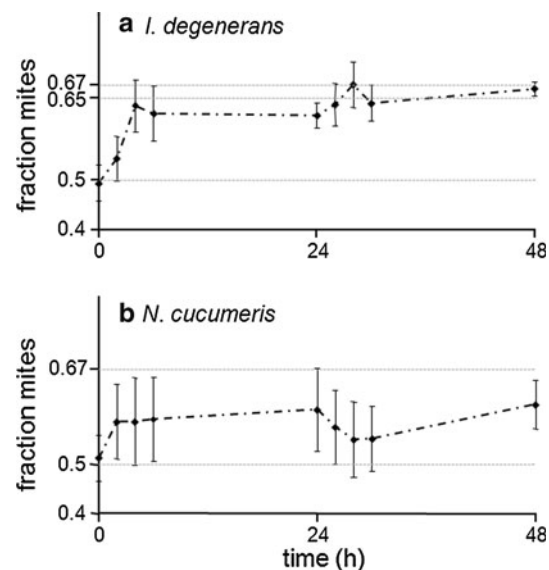 a I. degenerans
fraction mites
0.67
0.65
0.5
0.4
0 24 48
b N. cucumeris
fraction mites
0.67
0.5
0.4
0 24 48
time (h)